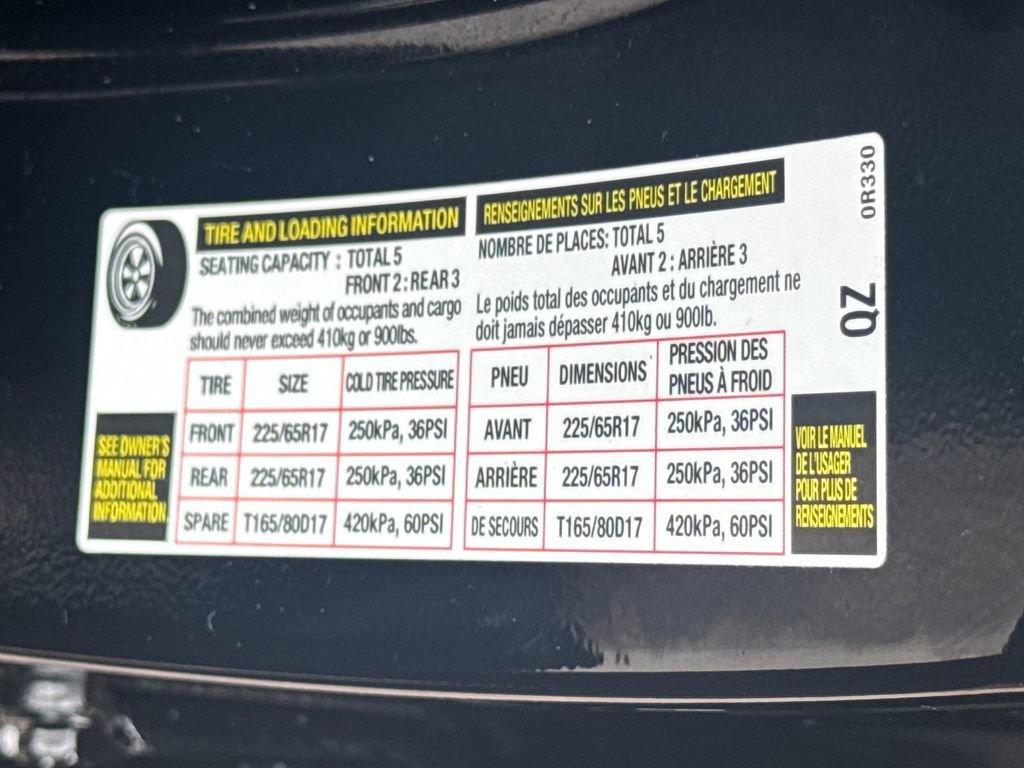 TIRE AND LOADING INFORMATION
SEATING CAPACITY : TOTAL 5
FRONT 2 : REAR 3
The combined weight of occupants and cargo
should never exceed 410kg or 900lbs.
TIRE SIZE COLD TIRE PRESSURE
FRONT 225/65R17 250kPa, 36PSI
REAR 225/65R17 250kPa, 36PSI
SPARE T165/80D17 420kPa, 60PSI
SEE OWNER'S
MANUAL FOR
ADDITIONAL
INFORMATION
RENSEIGNEMENTS SUR LES PNEUS ET LE CHARGEMENT
NOMBRE DE PLACES: TOTAL 5
AVANT 2 : ARRIÈRE 3
Le poids total des occupants et du chargement ne
doit jamais dépasser 410kg ou 900lb.
PNEU DIMENSIONS PRESSION DES
PNEUS À FROID
AVANT 225/65R17 250kPa, 36PSI
ARRIÈRE 225/65R17 250kPa, 36PSI
DE SECOURS T165/80D17 420kPa, 60PSI
VOIR LE MANUEL
DE L'USAGER
POUR PLUS DE
RENSEIGNEMENTS
QZ
0R330